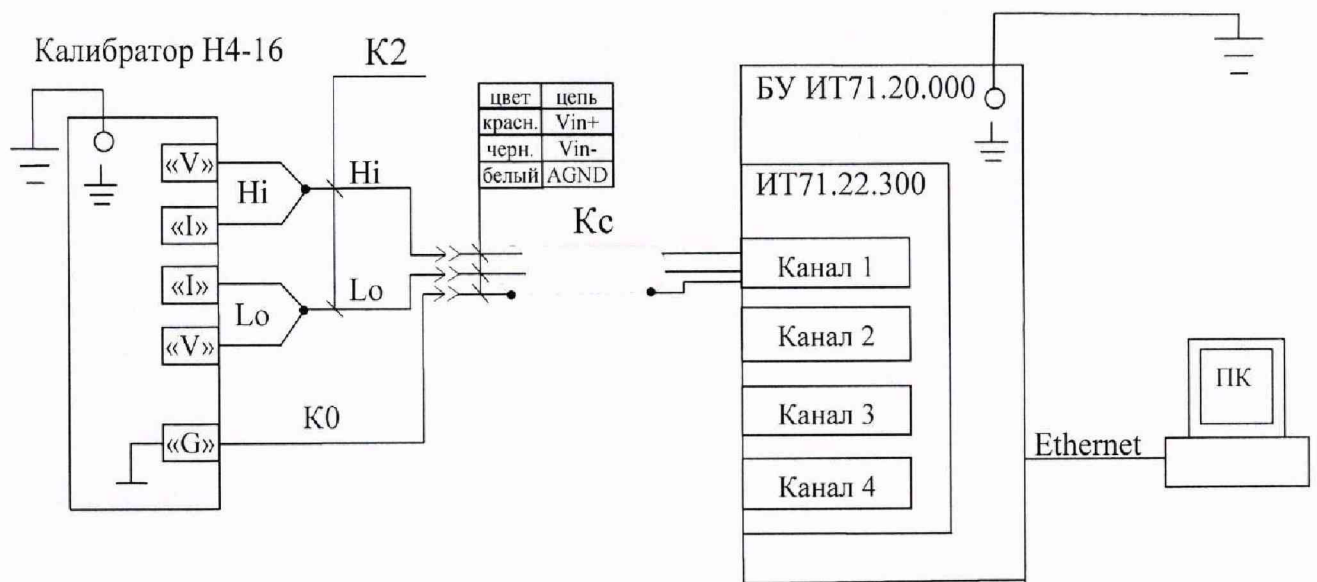 Калибратор Н4-16
К2
«V»
Hi
«I»
«I»
Lo
«V»
К0
«G»
Hi
Lo
цвет цепь
красн. Vin+
черн. Vin-
белый AGND
Кс
БУ ИТ71.20.000
ИТ71.22.300
Канал 1
Канал 2
Канал 3
Канал 4
Ethernet
ПК